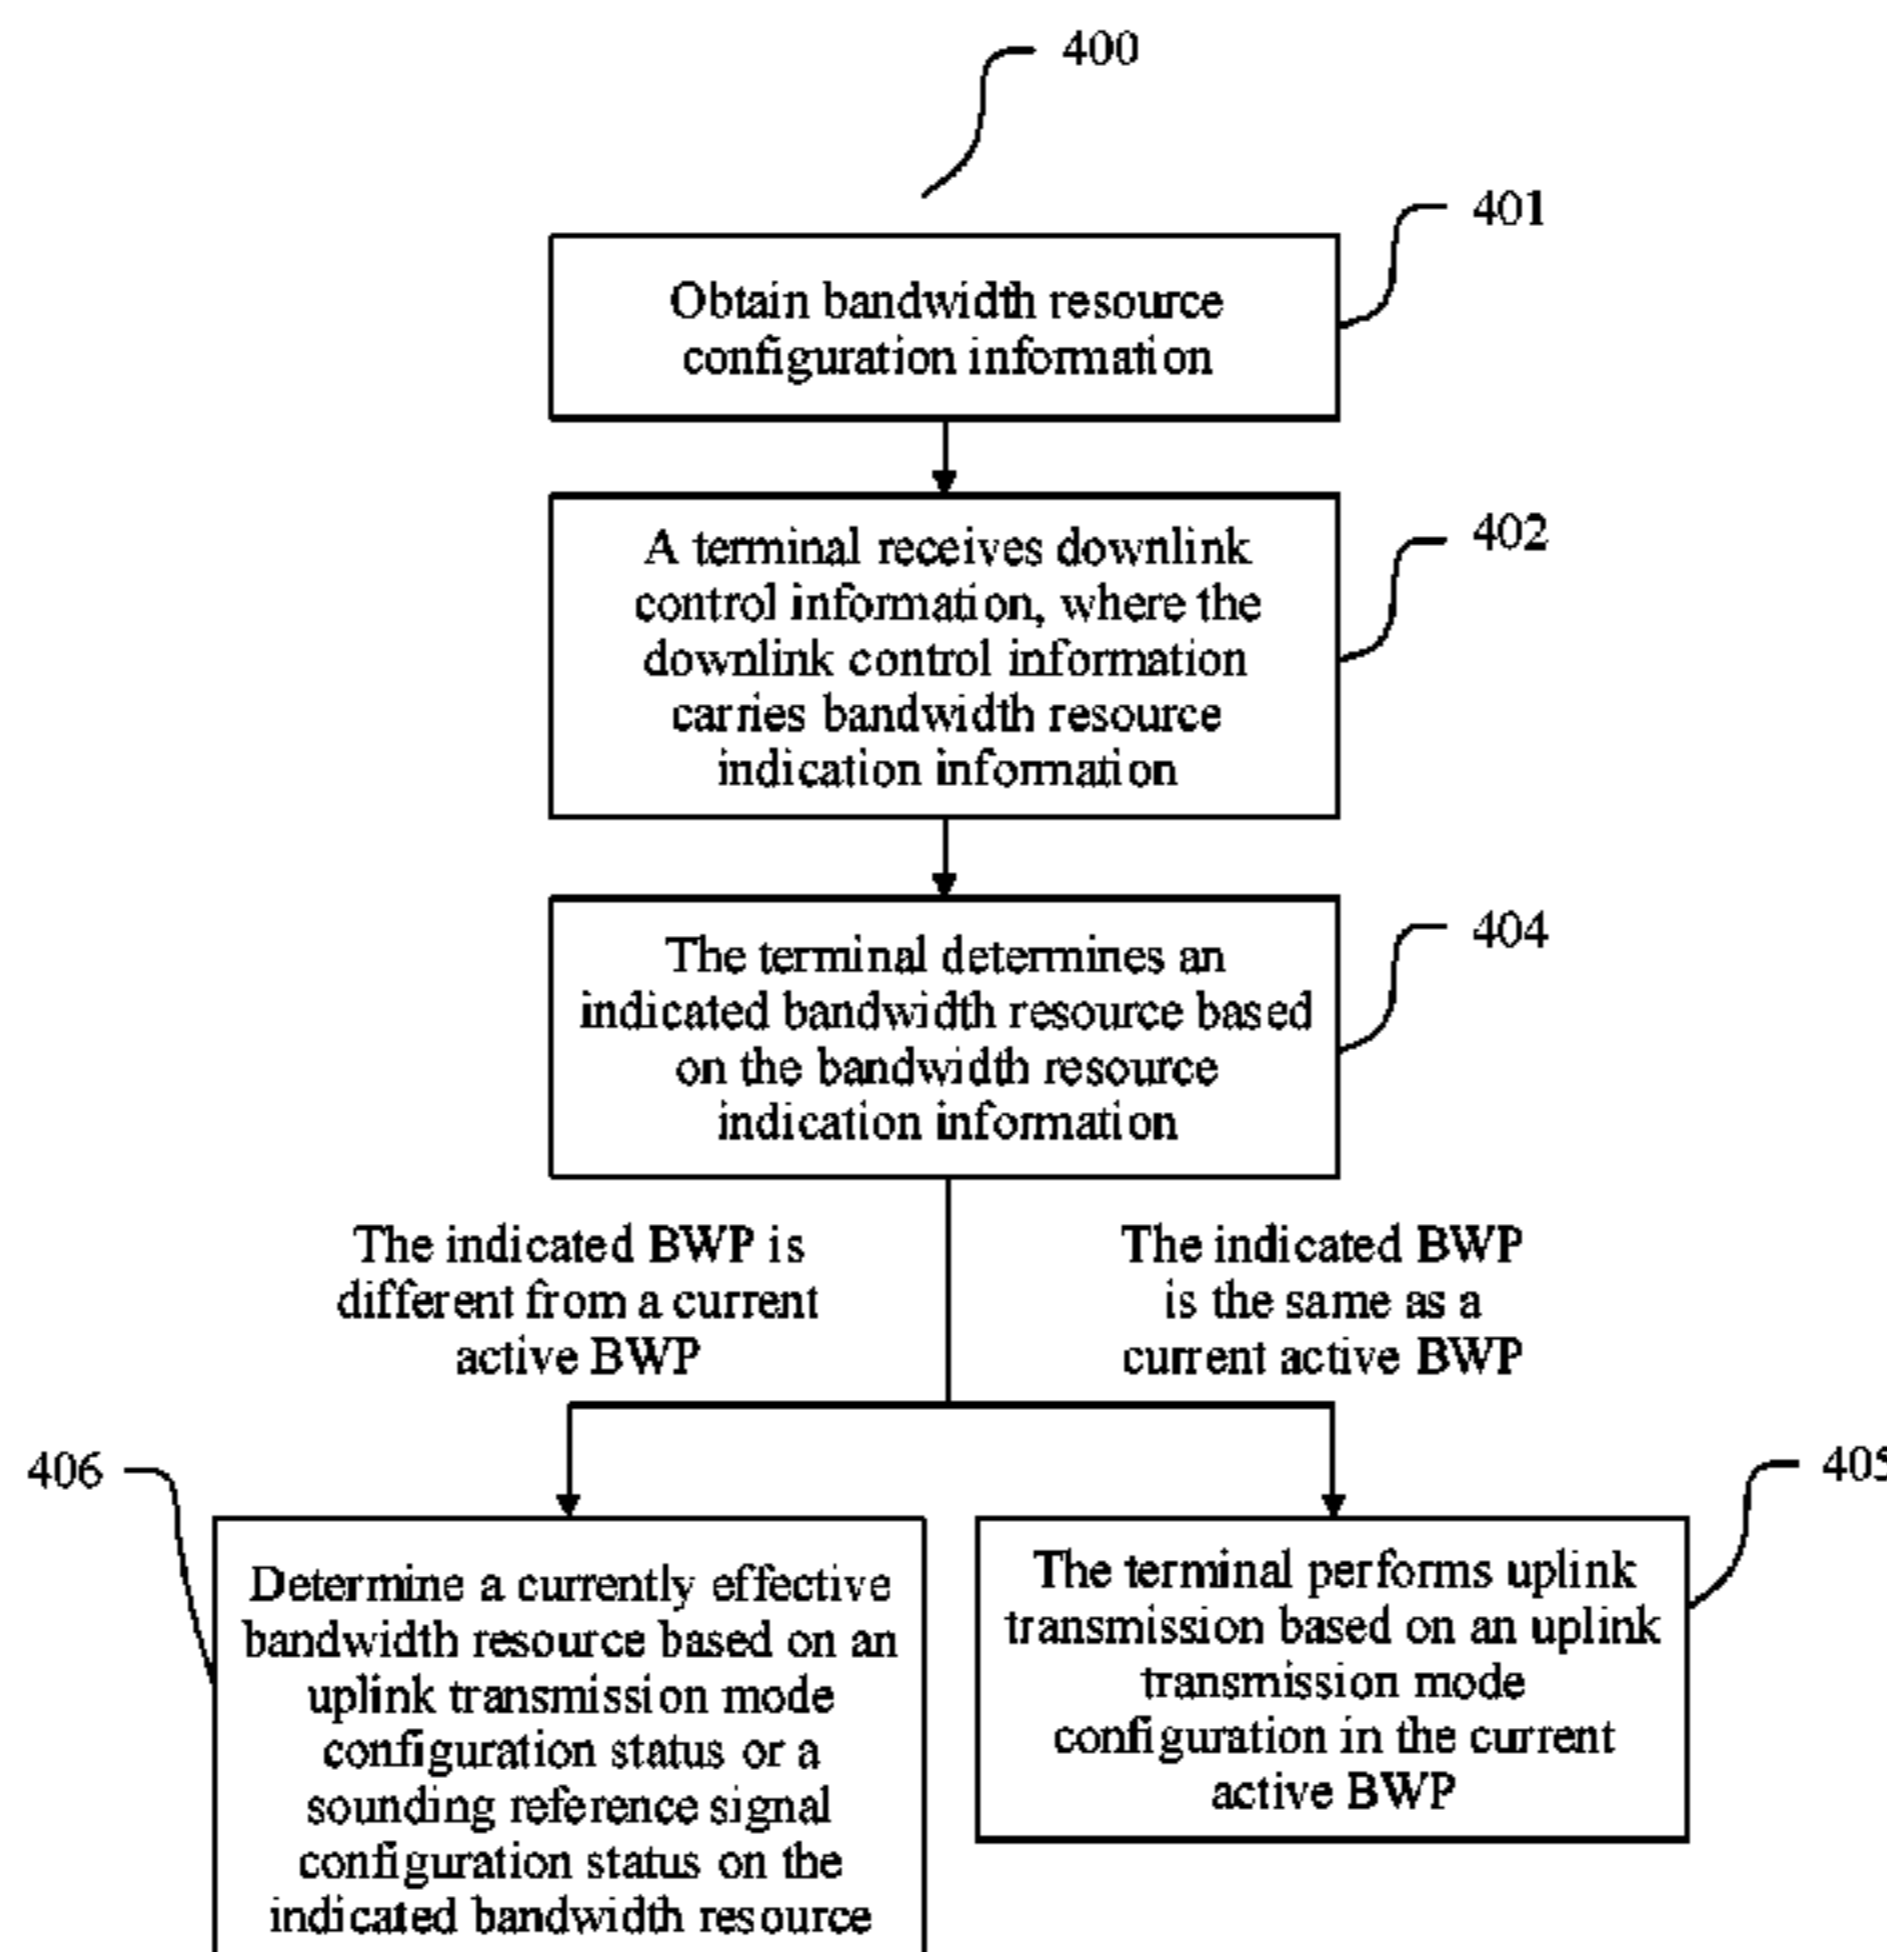 400
401
Obtain bandwidth resource
configuration information
402
A terminal receives downlink
control information, where the
downlink control information
carries bandwidth resource
indication information
404
The terminal determines an
indicated bandwidth resource based
on the bandwidth resource
indication information
The indicated BWP is
different from a current
active BWP
The indicated BWP
is the same as a
current active BWP
406
405
Determine a currently effective
bandwidth resource based on an
uplink transmission mode
configuration status or a
sounding reference signal
configuration status on the
indicated bandwidth resource
The terminal performs uplink
transmission based on an uplink
transmission mode
configuration in the current
active BWP